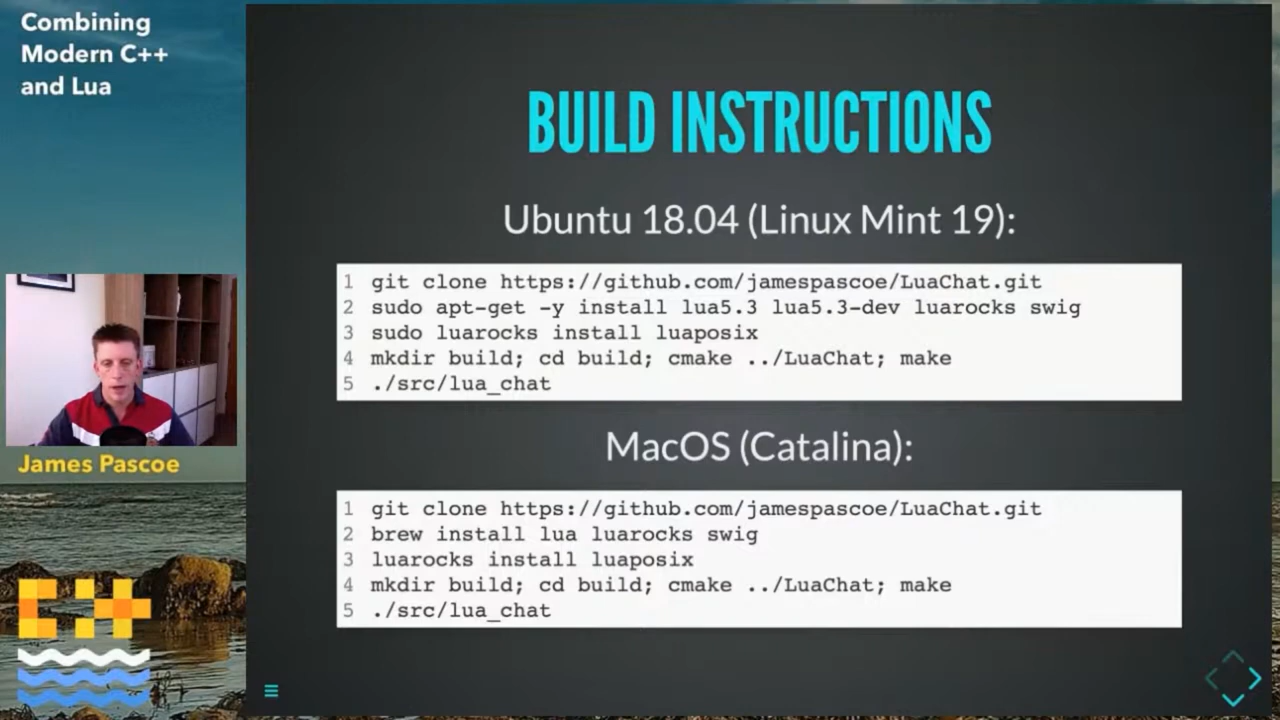 Combining
Modern C++
and Lua
BUILD INSTRUCTIONS
Ubuntu 18.04 (Linux Mint 19):
1 git clone https://github.com/jamespascoe/LuaChat.git
2 sudo apt-get -y install lua5.3 lua5.3-dev luarocks swig
3 sudo luarocks install luaposix
4 mkdir build; cd build; cmake ../LuaChat; make
5 ./src/lua_chat
MacOS (Catalina):
1 git clone https://github.com/jamespascoe/LuaChat.git
2 brew install lua luarocks swig
3 luarocks install luaposix
4 mkdir build; cd build; cmake ../LuaChat; make
5 ./src/lua_chat
James Pascoe
C++